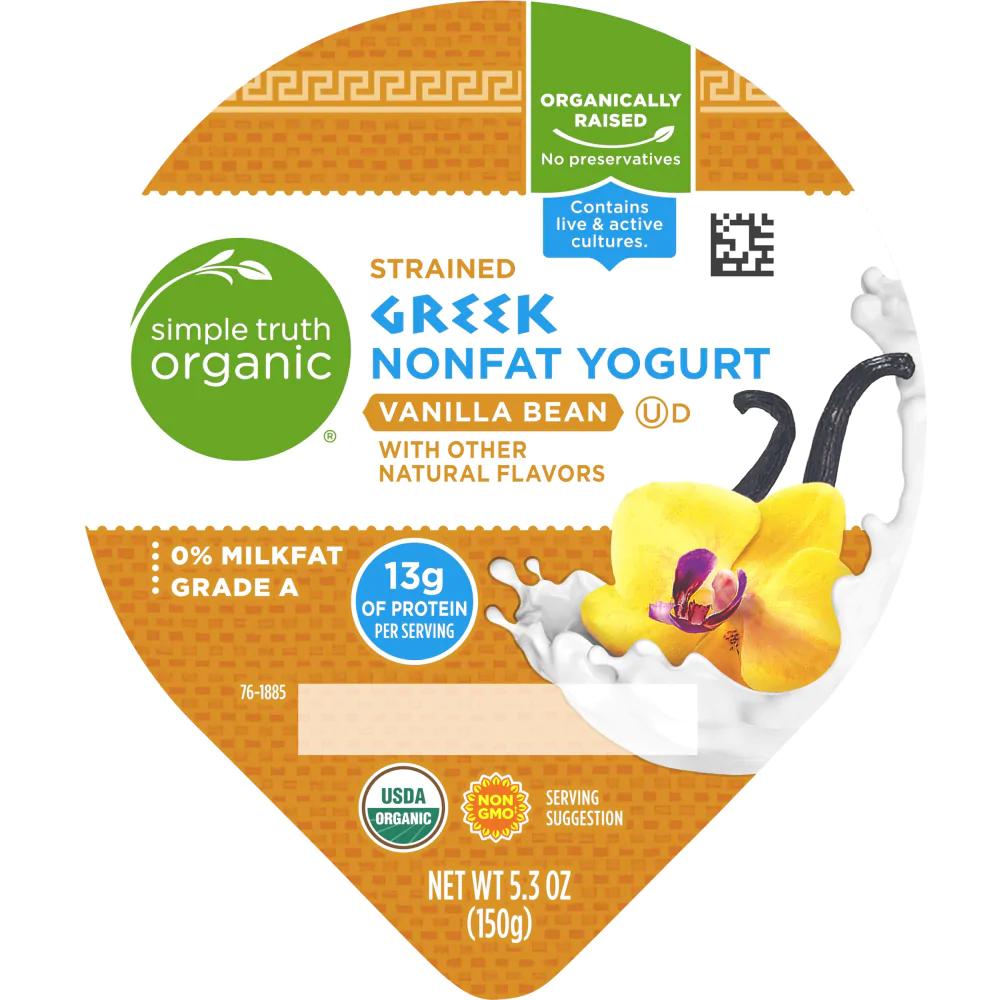 ORGANICALLY
RAISED
No preservatives
Contains
live & active
cultures.
simple truth
organic
®
STRAINED
GREEK
NONFAT YOGURT
VANILLA BEAN
U D
WITH OTHER
NATURAL FLAVORS
0% MILKFAT
GRADE A
13g
OF PROTEIN
PER SERVING
76-1885
USDA
ORGANIC
NON
GMO
SERVING
SUGGESTION
NET WT 5.3 OZ
(150g)